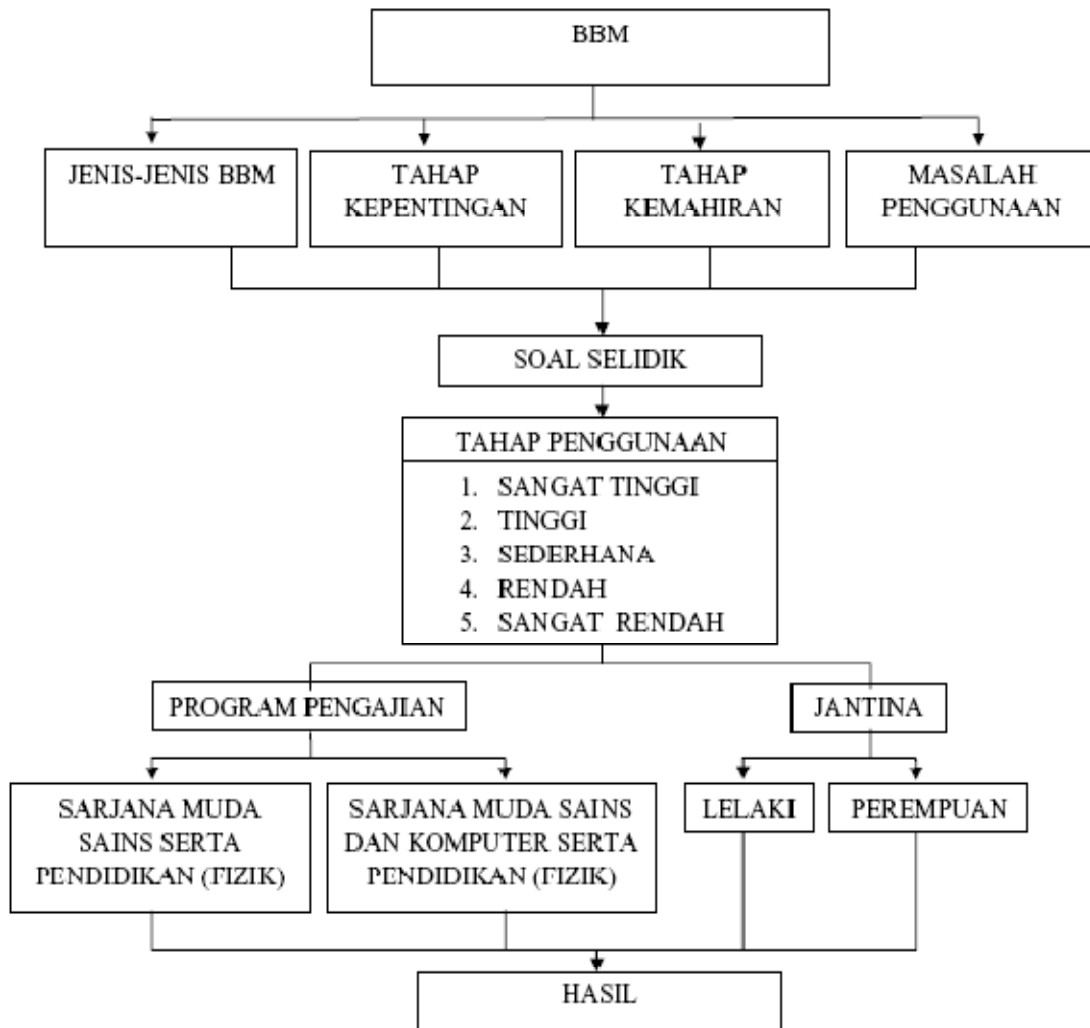 BBM
JENIS-JENIS BBM
TAHAP
KEPENTINGAN
TAHAP
KEMAHIRAN
MASALAH
PENGGUNAAN
SOAL SELIDIK
TAHAP PENGGUNAAN
1. SANGAT TINGGI
2. TINGGI
3. SEDERHANA
4. RENDAH
5. SANGAT RENDAH
PROGRAM PENGAJIAN
JANTINA
SARJANA MUDA
SAINS SERTA
PENDIDIKAN (FIZIK)
SARJANA MUDA SAINS
DAN KOMPUTER SERTA
PENDIDIKAN (FIZIK)
LELAKI
PEREMPUAN
HASIL